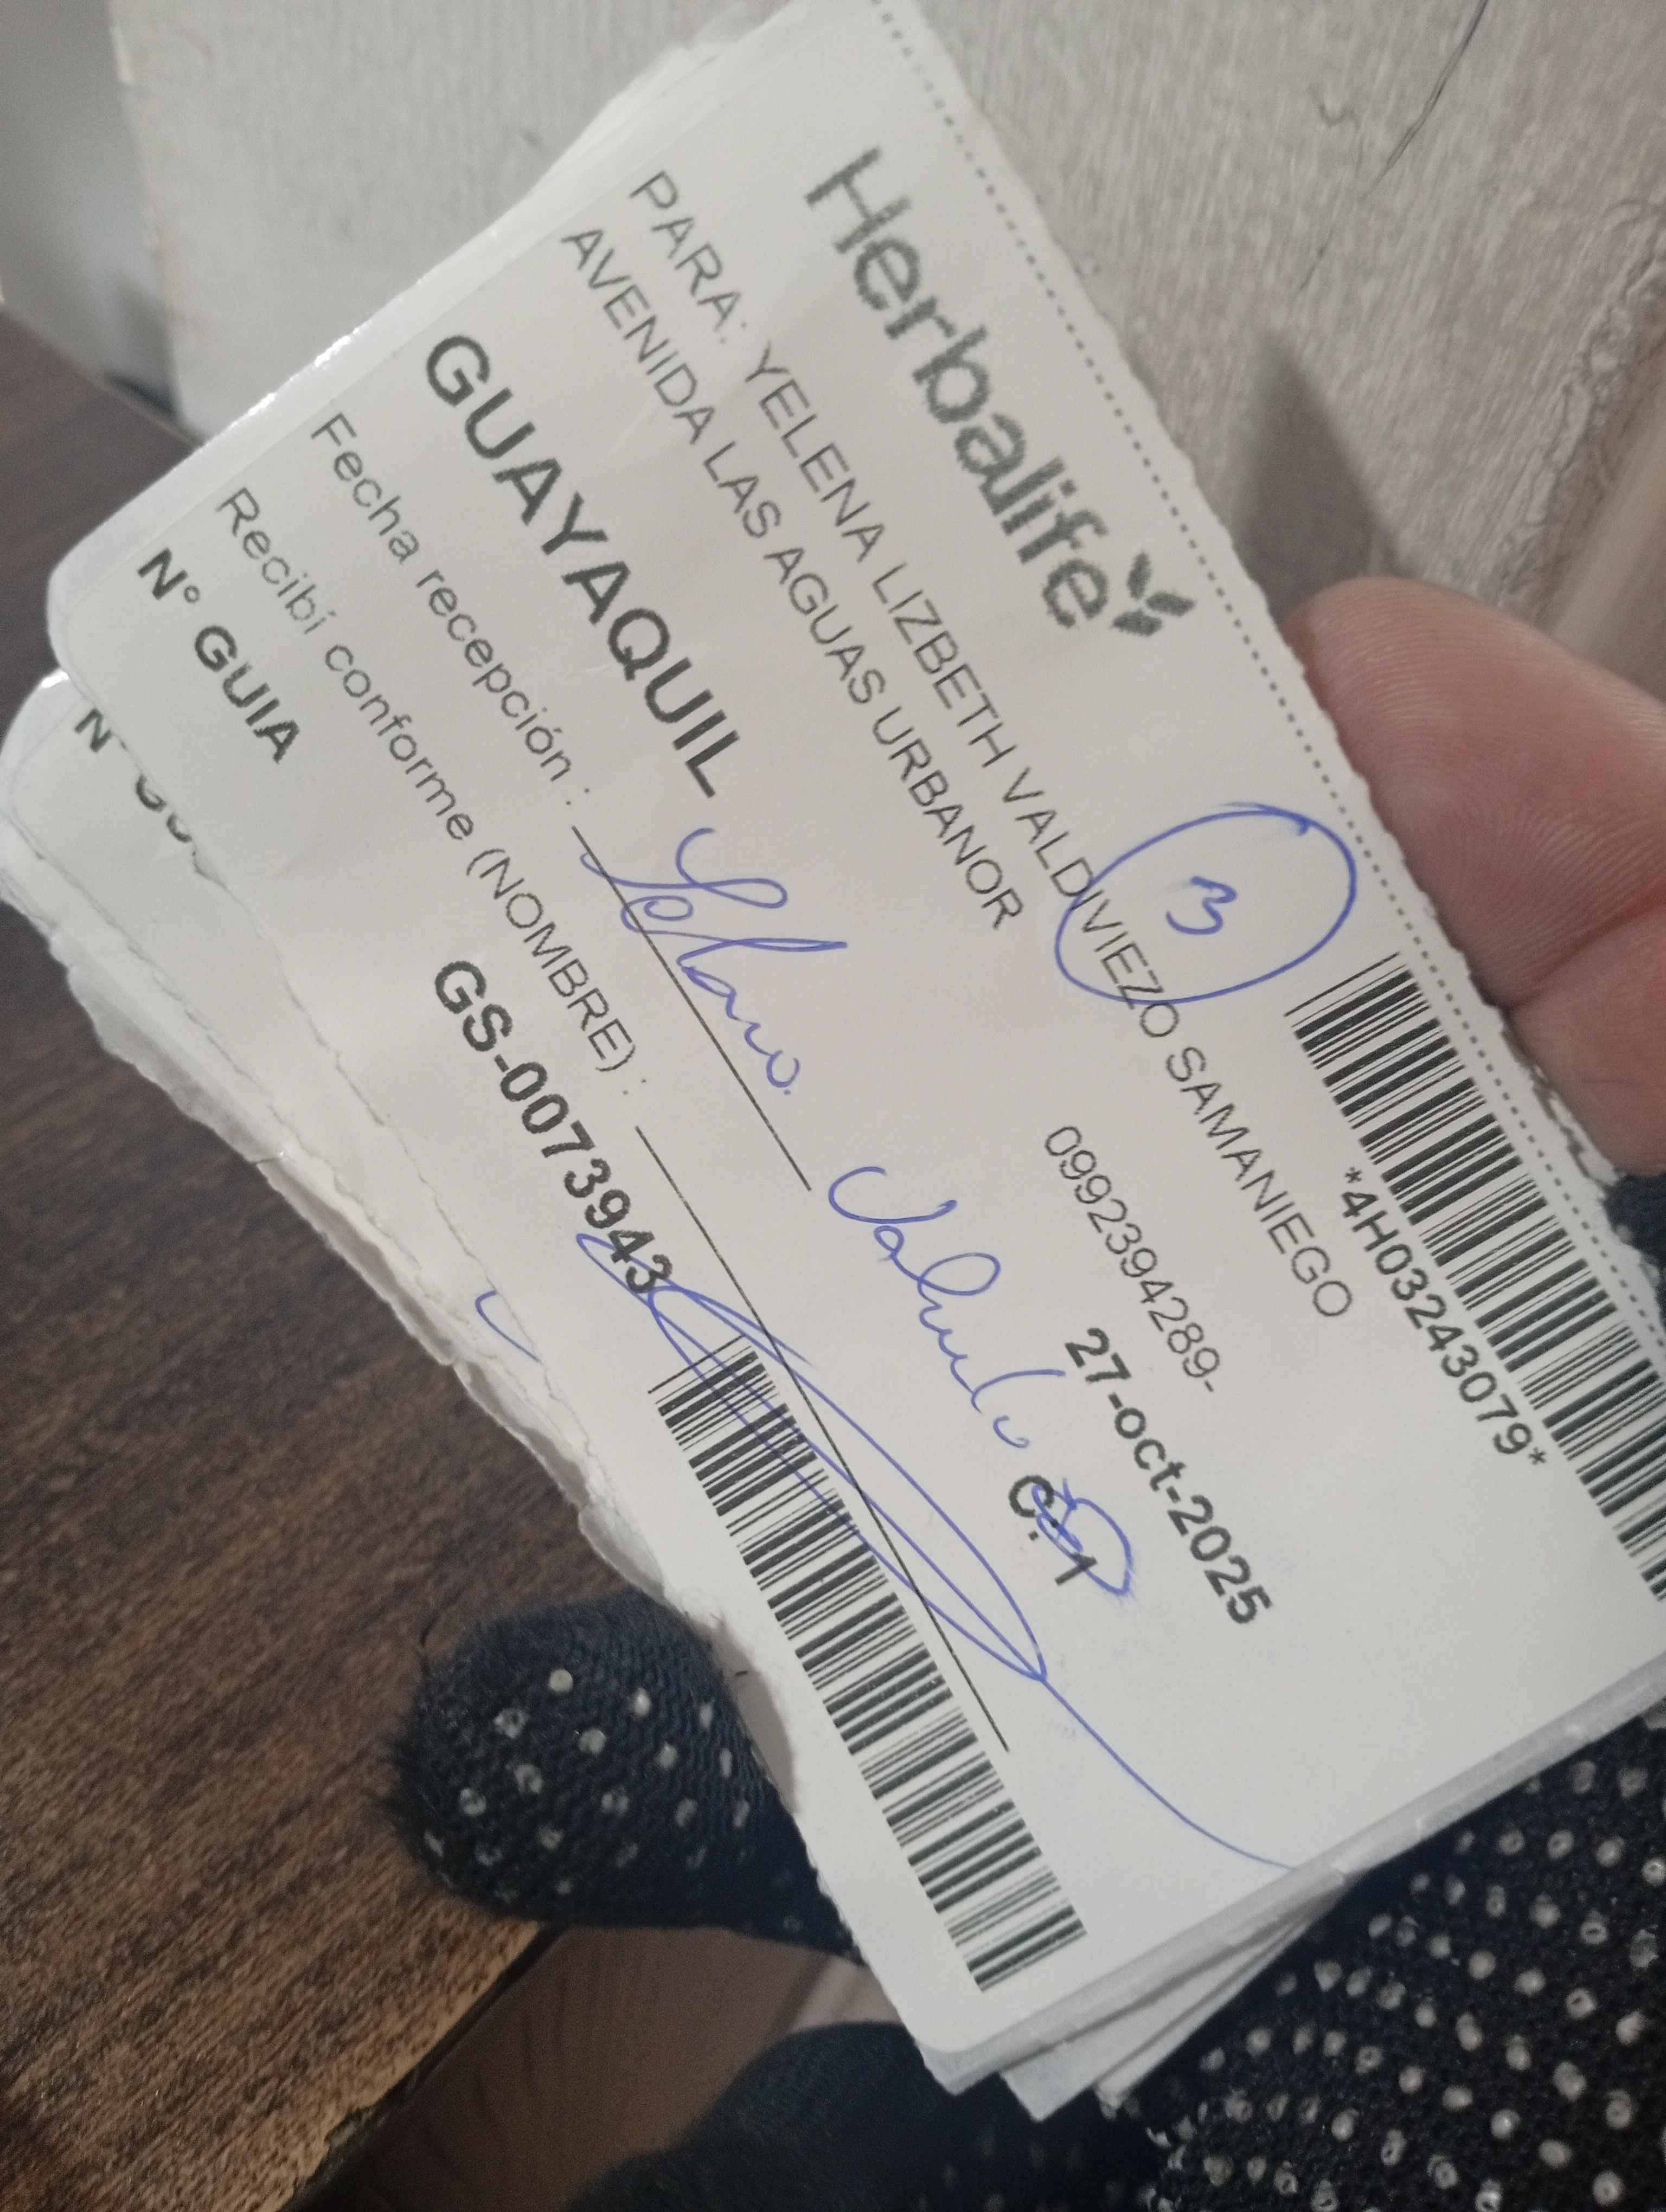 Herbalife
*4H03243079*
3
PARA: YELENA LIZBETH VALDIVIEZO SAMANIEGO
AVENIDA LAS AGUAS URBANOR
0992394289-
27-oct-2025
GUAYAQUIL
C: 1
Fecha recepción :
Recibí conforme (NOMBRE) :
N° GUIA
GS-0073943